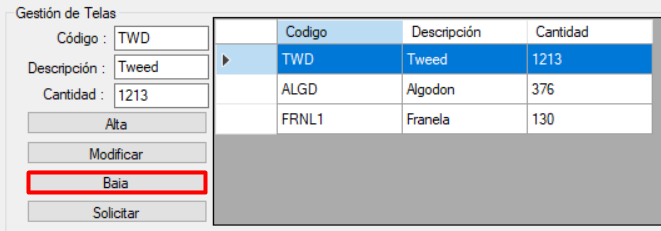 Gestión de Telas
Código : TWD
Descripción : Tweed
Cantidad : 1213
Alta
Modificar
Baja
Solicitar
Codigo Descripción Cantidad
TWD Tweed 1213
ALGD Algodon 376
FRNL1 Franela 130